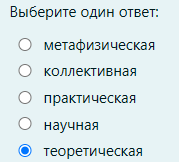 Выберите один ответ:
метафизическая
коллективная
практическая
научная
теоретическая